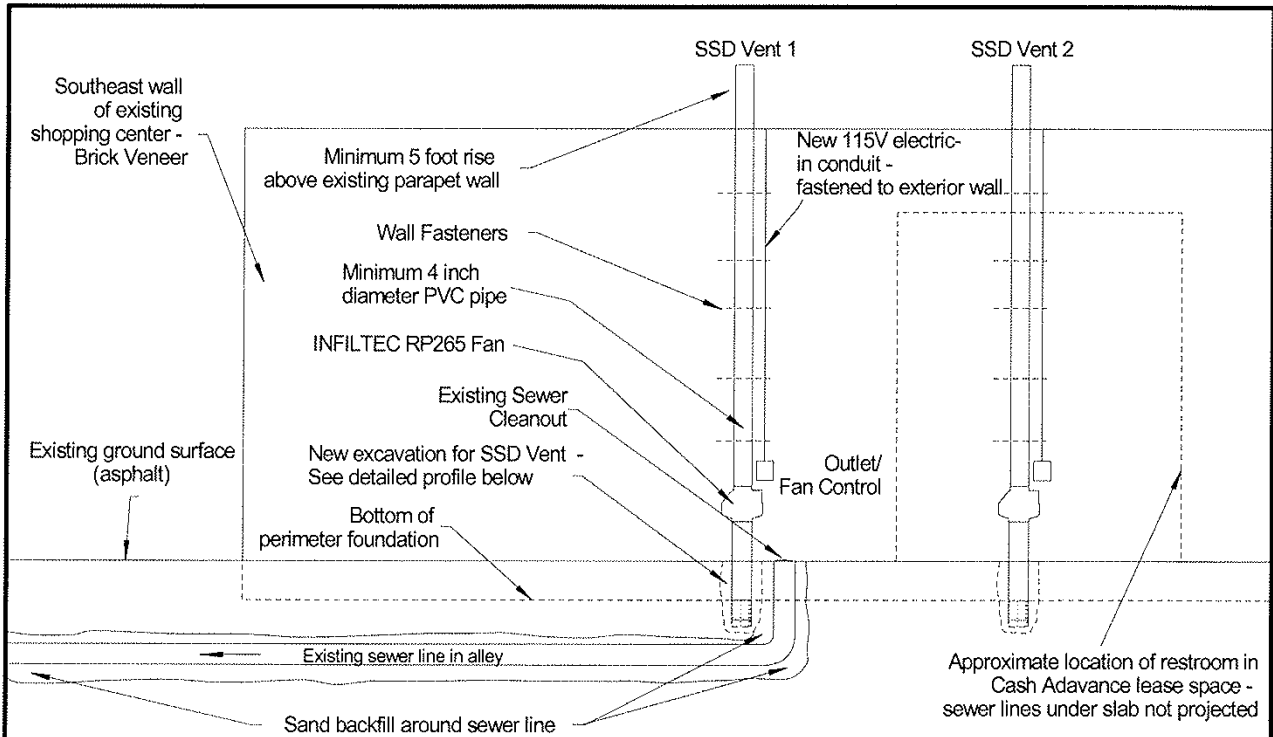 SSD Vent 1
SSD Vent 2
Southeast wall
of existing
shopping center -
Brick Veneer
Minimum 5 foot rise
above existing parapet wall
New 115V electric-
in conduit -
fastened to exterior wall
Wall Fasteners
Minimum 4 inch
diameter PVC pipe
INFILTEC RP265 Fan
Existing Sewer
Cleanout
Existing ground surface
(asphalt)
New excavation for SSD Vent -
See detailed profile below
Outlet/
Fan Control
Bottom of
perimeter foundation
Existing sewer line in alley
Sand backfill around sewer line
Approximate location of restroom in
Cash Adavance lease space -
sewer lines under slab not projected